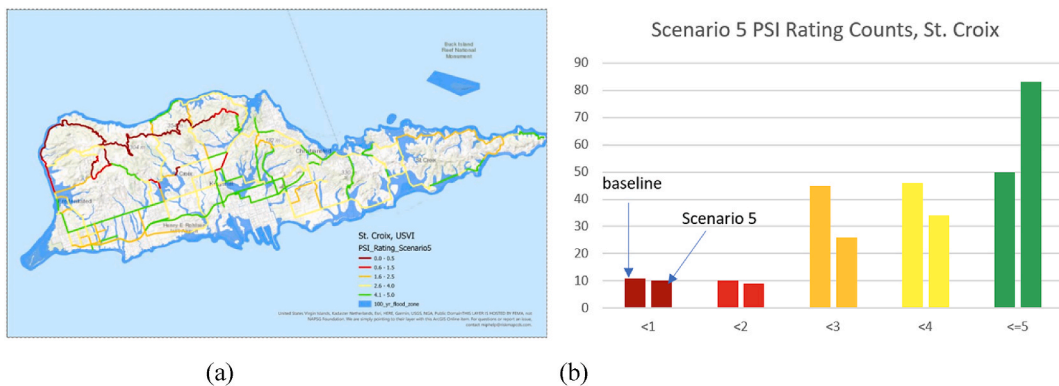 Buck Island
Reef National
Monument
Christiansted
St. Croix, USVI
PSI_Rating_Scenario5
0.0 - 0.5
0.6 - 1.5
1.6 - 2.5
2.6 - 4.0
4.1 - 5.0
100_yr_flood_zone
(a)
Scenario 5 PSI Rating Counts, St. Croix
90
80
70
60
50
40
30
20
10
0
baseline
Scenario 5
<1
<2
<3
<4
<=5
(b)